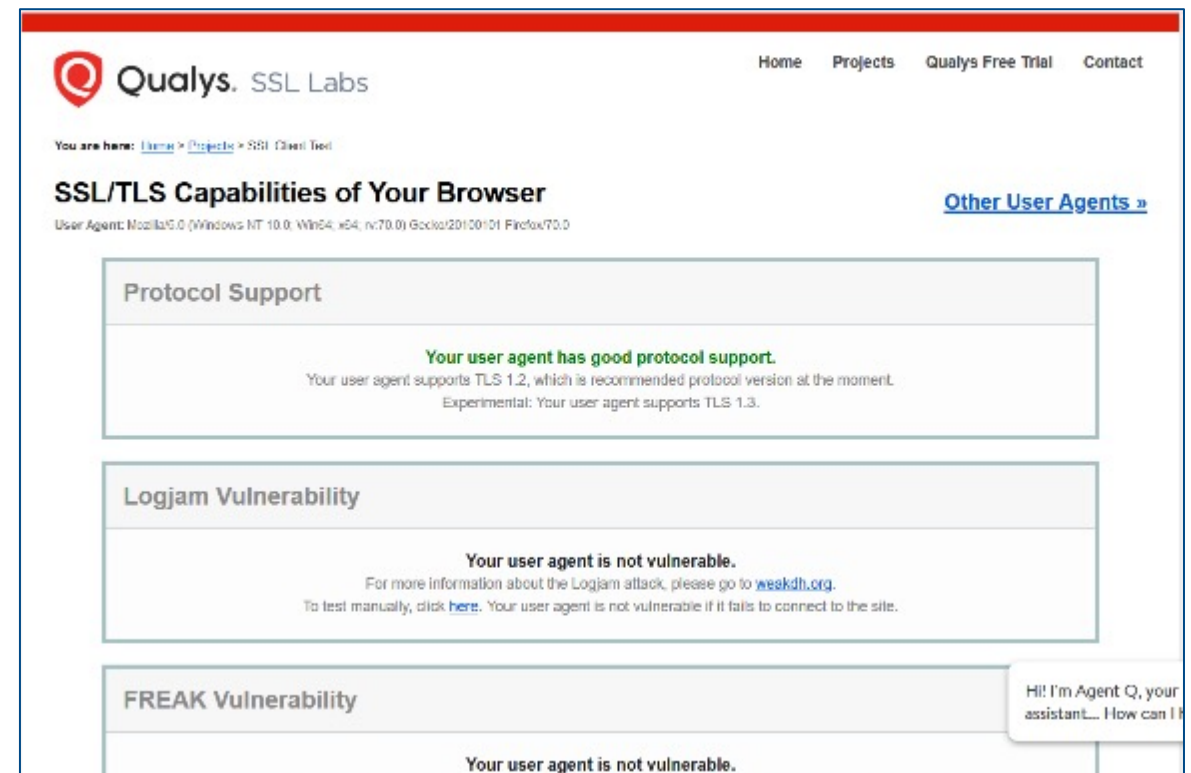 Qualys. SSL Labs
Home Projects Qualys Free Trial Contact
You are here: Home > Projects > SSL Client Test
SSL/TLS Capabilities of Your Browser
Other User Agents »
User Agent: Mozilla/5.0 (Windows NT 10.0; Win64; x64; rv:70.0) Gecko/20100101 Firefox/70.0
Protocol Support
Your user agent has good protocol support.
Your user agent supports TLS 1.2, which is recommended protocol version at the moment.
Experimental: Your user agent supports TLS 1.3.
Logjam Vulnerability
Your user agent is not vulnerable.
For more information about the Logjam attack, please go to weakdh.org.
To test manually, click here. Your user agent is not vulnerable if it fails to connect to the site.
FREAK Vulnerability
Hi! I'm Agent Q, your
assistant... How can I
Your user agent is not vulnerable.